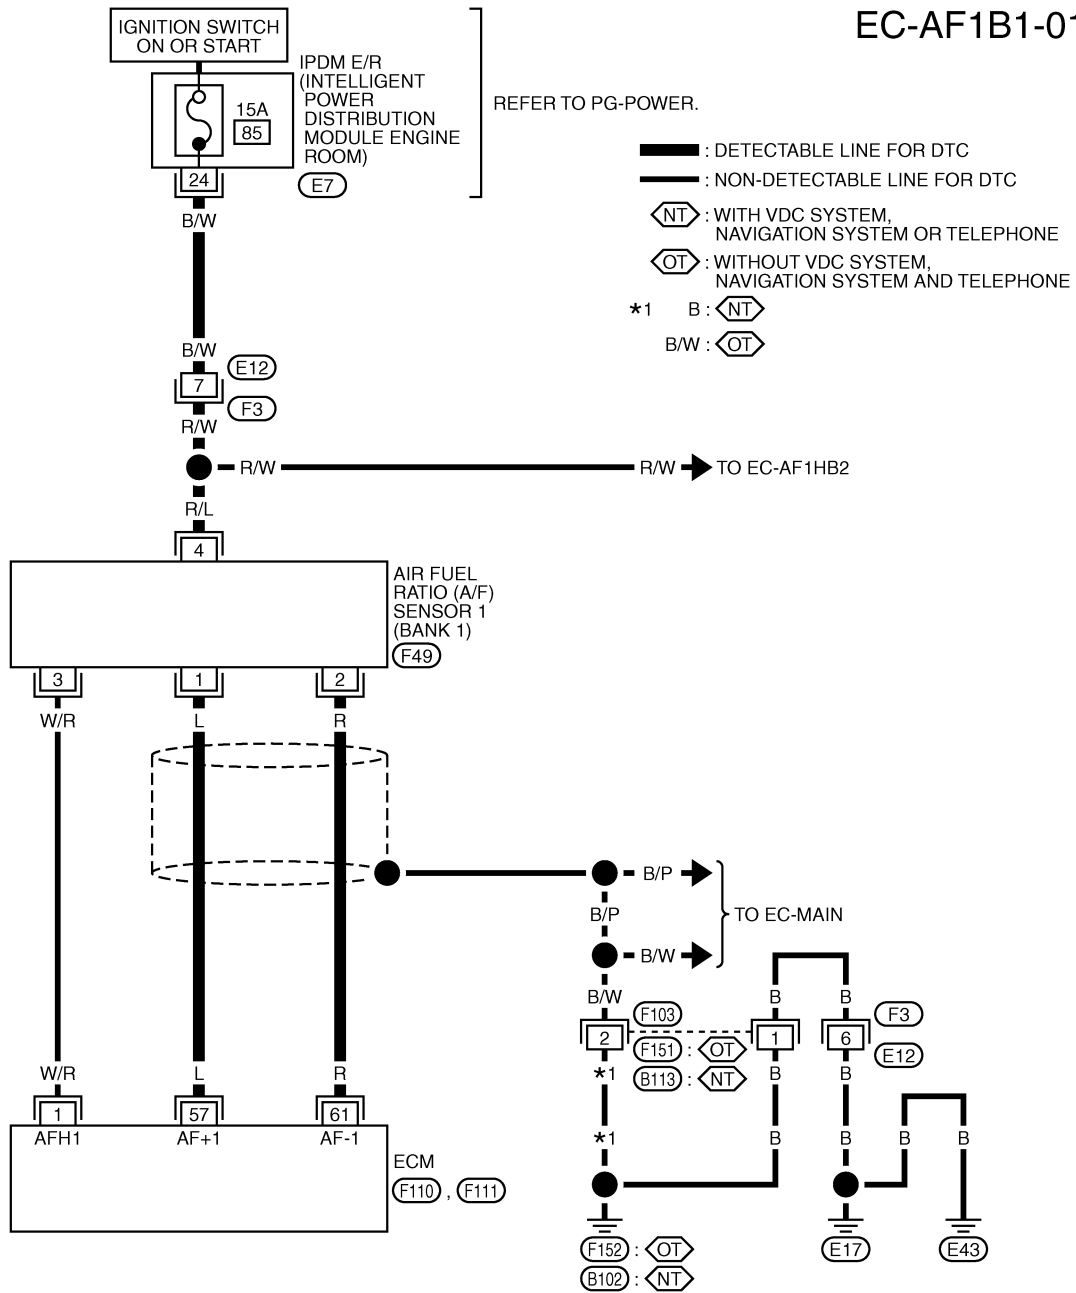 EC-AF1B1-01
IGNITION SWITCH
ON OR START
IPDM E/R
(INTELLIGENT
POWER
DISTRIBUTION
MODULE ENGINE
ROOM)
15A
85
24
E7
REFER TO PG-POWER.
: DETECTABLE LINE FOR DTC
: NON-DETECTABLE LINE FOR DTC
NT : WITH VDC SYSTEM,
NAVIGATION SYSTEM OR TELEPHONE
OT : WITHOUT VDC SYSTEM,
NAVIGATION SYSTEM AND TELEPHONE
*1 B : NT
B/W : OT
B/W
B/W
E12
7
F3
R/W
R/W R/W TO EC-AF1HB2
R/L
4
AIR FUEL
RATIO (A/F)
SENSOR 1
(BANK 1)
F49
3 1 2
W/R L R
B/P
B/P TO EC-MAIN
B/W
B/W B B
F103 F3
2 1 6
F151 : OT E12
B113 : NT
W/R L R *1 B B
1 57 61
AFH1 AF+1 AF-1 *1 B B B B
ECM
F110 , F111
F152 : OT E17 E43
B102 : NT